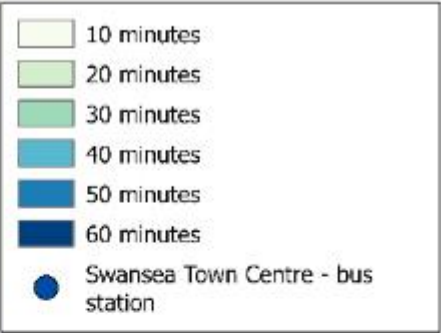 10 minutes
20 minutes
30 minutes
40 minutes
50 minutes
60 minutes
Swansea Town Centre - bus
station